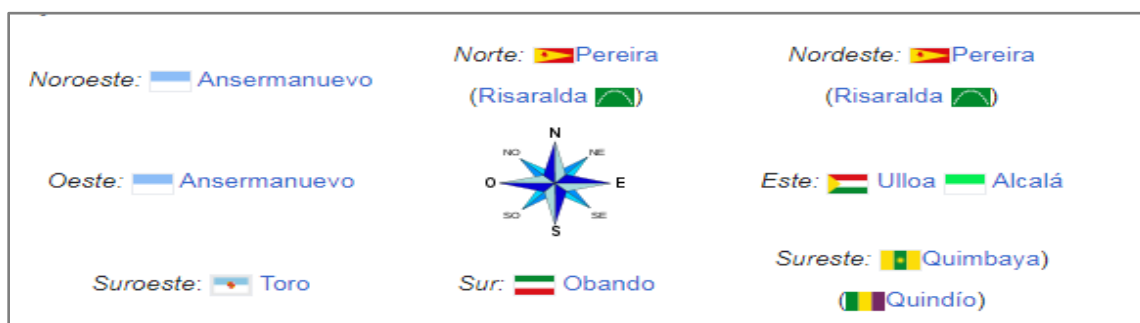 Noroeste: Ansermanuevo
Norte: Pereira
(Risaralda )
Nordeste: Pereira
(Risaralda )
Oeste: Ansermanuevo
N
NO
NE
O
E
SO
SE
S
Este: Ulloa Alcalá
Suroeste: Toro
Sur: Obando
Sureste: Quimbaya)
(Quindío)